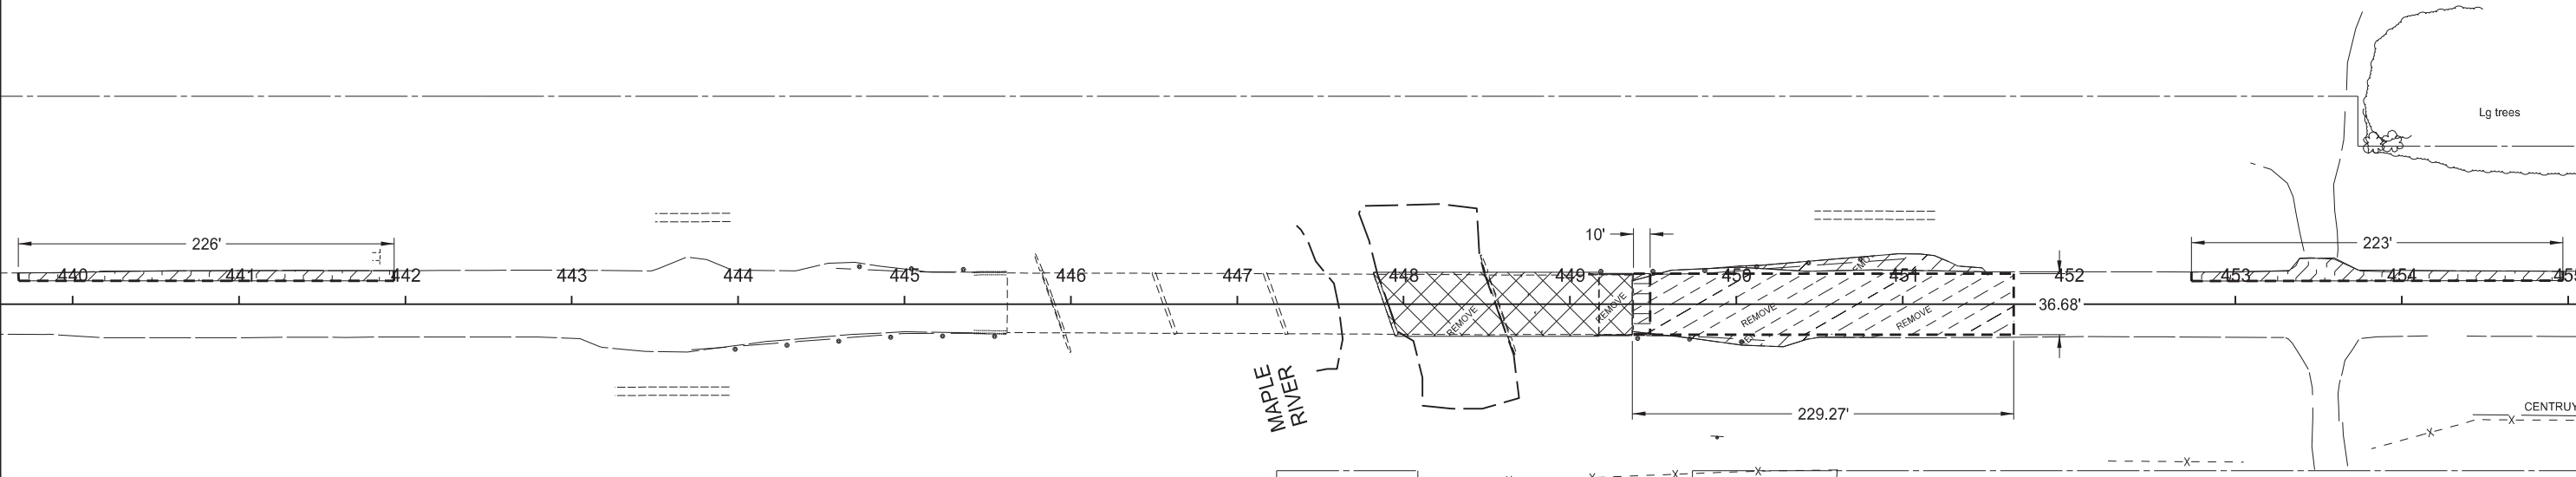 Lg trees
226'
10'
223'
440 441 442 443 444 445 446 447 448 449 450 451 452 453 454 455
REMOVE
REMOVE
REMOVE
REMOVE
36.68'
MAPLE
RIVER
229.27'
CENTRUY
X X X X X X